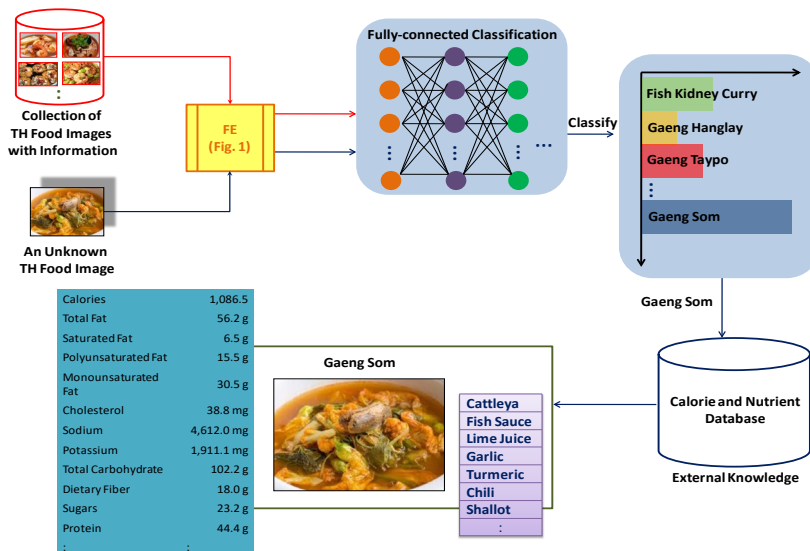 Fully-connected Classification
Collection of
TH Food Images
with Information
FE
(Fig. 1)
An Unknown
TH Food Image
Classify
Fish Kidney Curry
Gaeng Hanglay
Gaeng Taypo
Gaeng Som
Gaeng Som
Calorie and Nutrient
Database
External Knowledge
Calories 1,086.5
Total Fat 56.2 g
Saturated Fat 6.5 g
Polyunsaturated Fat 15.5 g
Monounsaturated
Fat 30.5 g
Cholesterol 38.8 mg
Sodium 4,612.0 mg
Potassium 1,911.1 mg
Total Carbohydrate 102.2 g
Dietary Fiber 18.0 g
Sugars 23.2 g
Protein 44.4 g
: :
Gaeng Som
Cattleya
Fish Sauce
Lime Juice
Garlic
Turmeric
Chili
Shallot
: